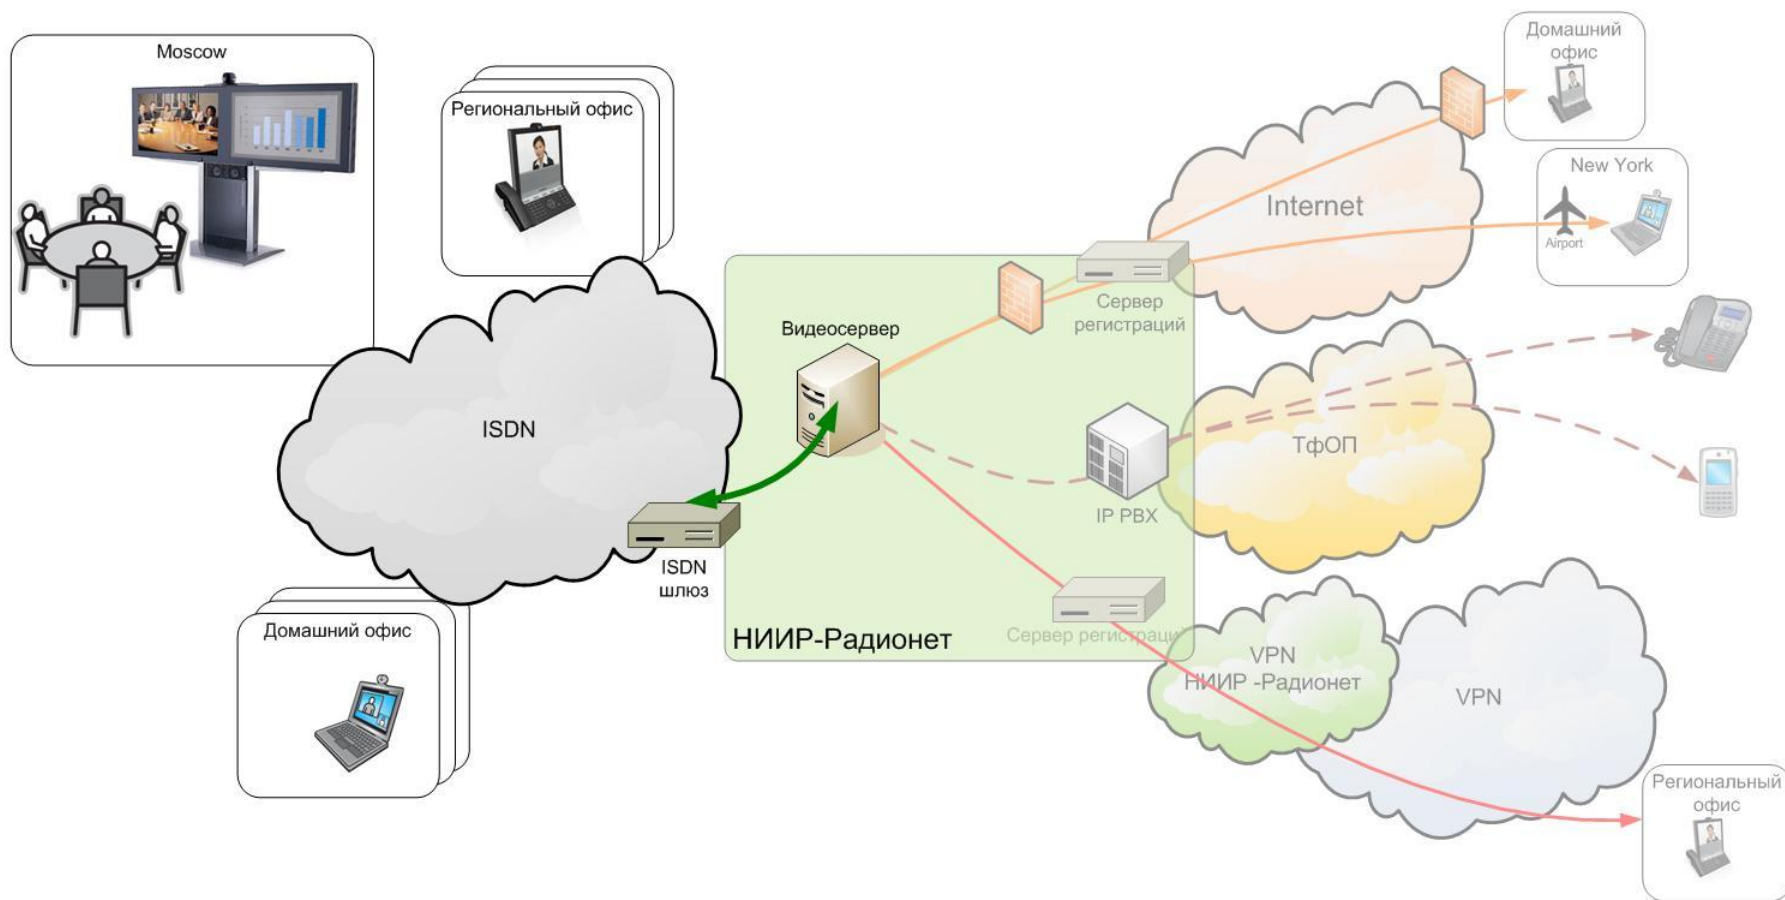 Moscow
Региональный офис
Домашний
офис
New York
Airport
Internet
Сервер
регистраций
Видеосервер
ISDN
ТфОП
IP PBX
ISDN
шлюз
Сервер регистраций
НИИР-Радионет
Домашний офис
VPN
НИИР -Радионет
VPN
Региональный
офис